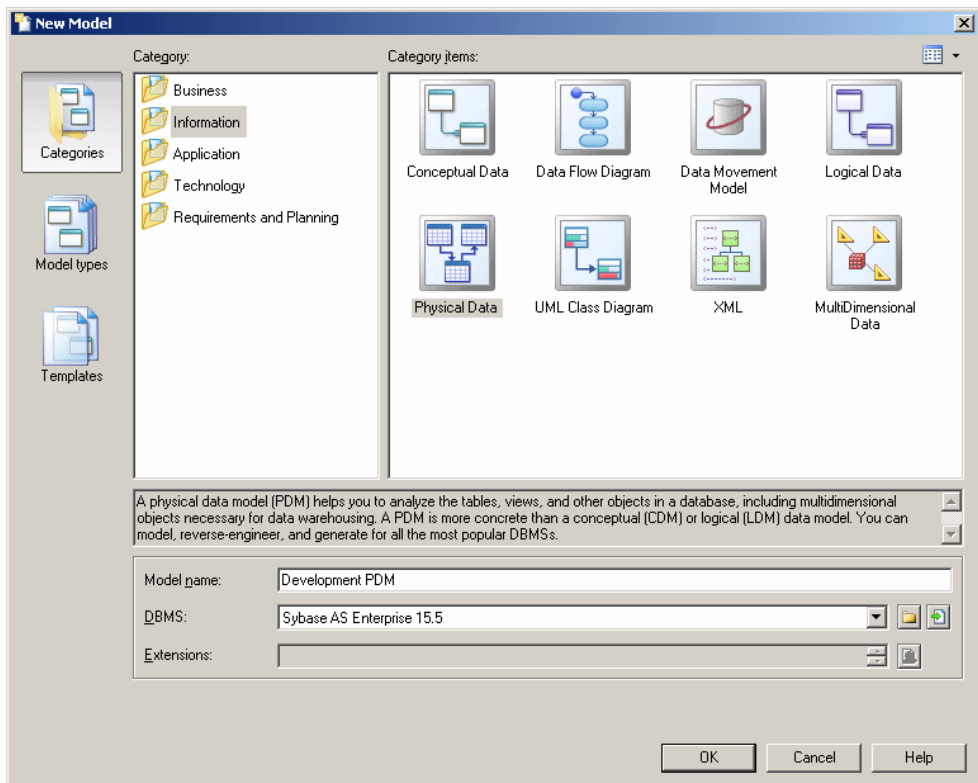 New Model
Category:
Category items:
Categories
Model types
Templates
Business
Information
Application
Technology
Requirements and Planning
Conceptual Data
Data Flow Diagram
Data Movement
Model
Logical Data
Physical Data
UML Class Diagram
XML
MultiDimensional
Data
A physical data model (PDM) helps you to analyze the tables, views, and other objects in a database, including multidimensional
objects necessary for data warehousing. A PDM is more concrete than a conceptual (CDM) or logical (LDM) data model. You can
model, reverse-engineer, and generate for all the most popular DBMSs.
Model name:
Development PDM
DBMS:
Sybase AS Enterprise 15.5
Extensions:
OK
Cancel
Help